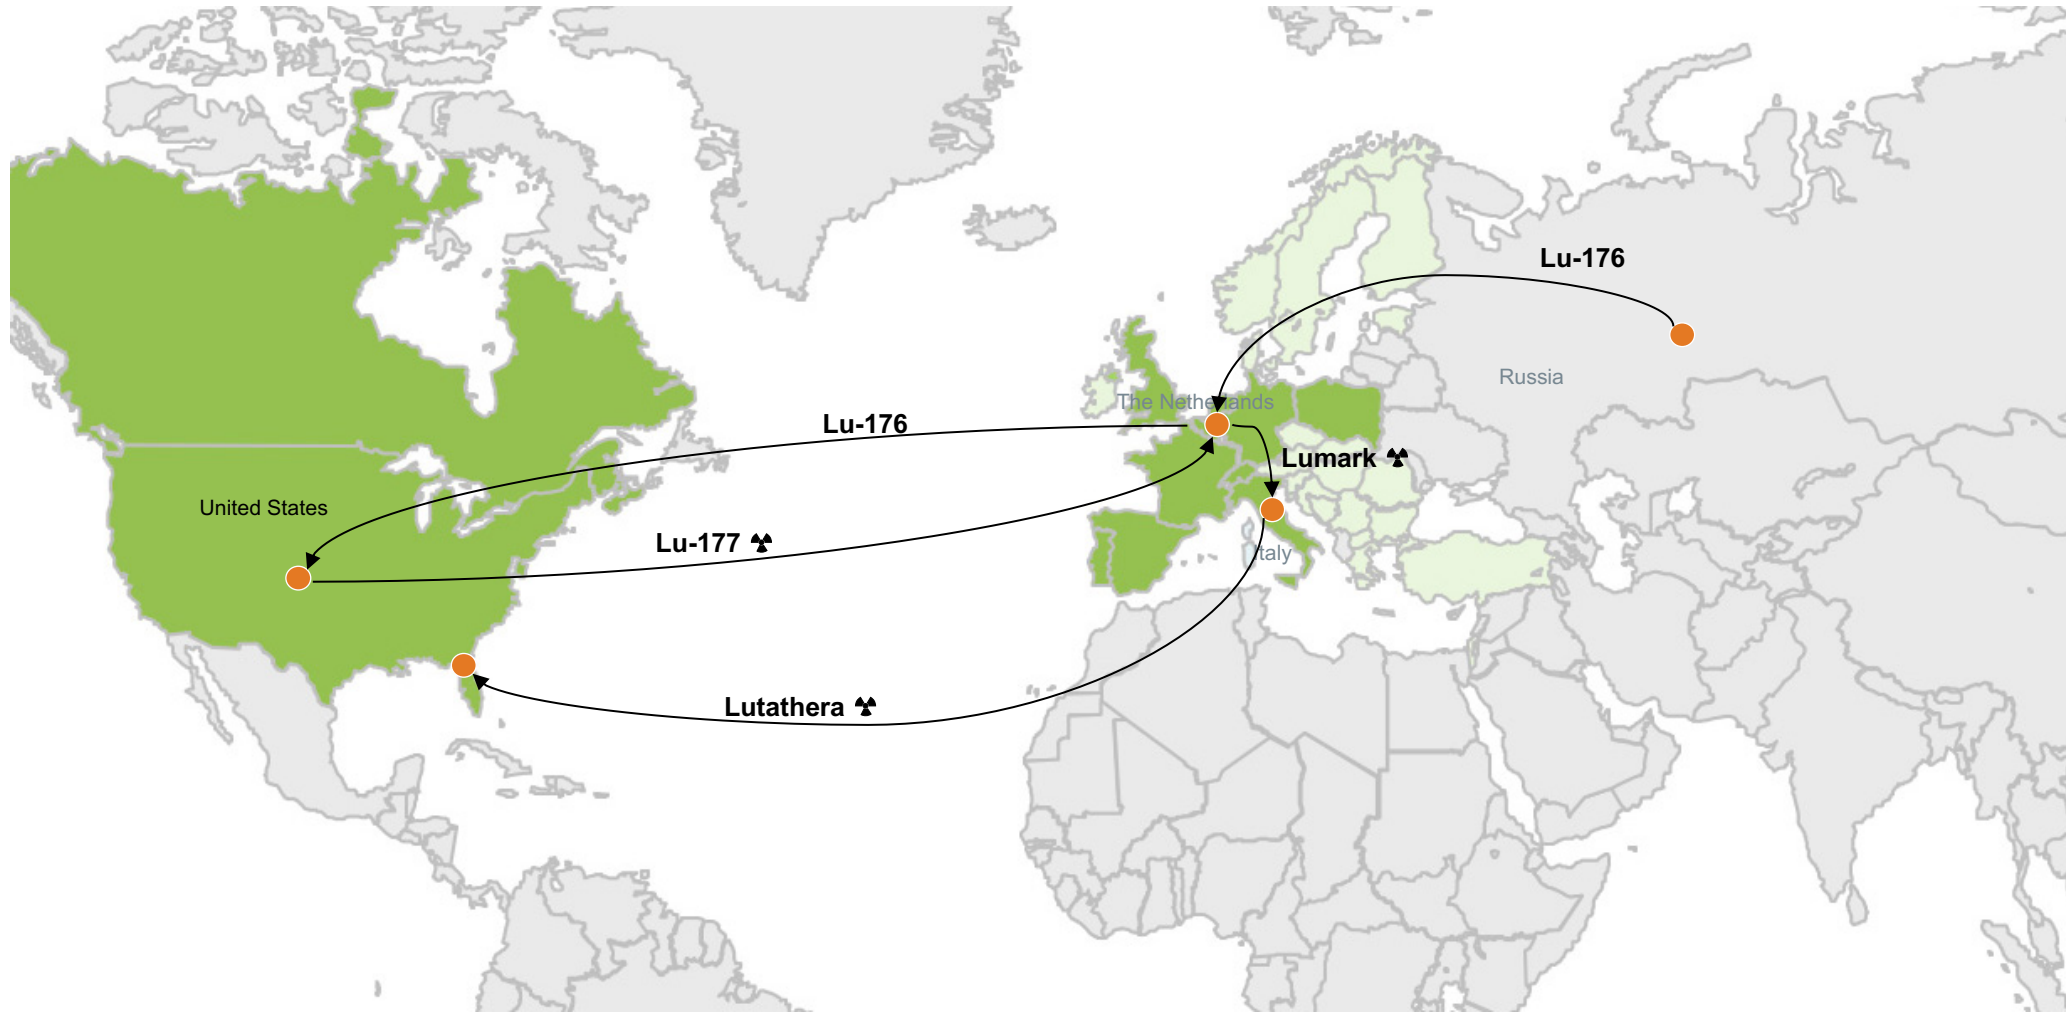 Lu-176
Russia
The Netherlands
Lu-176
Lumark
United States
Lu-177
Italy
Lutathera